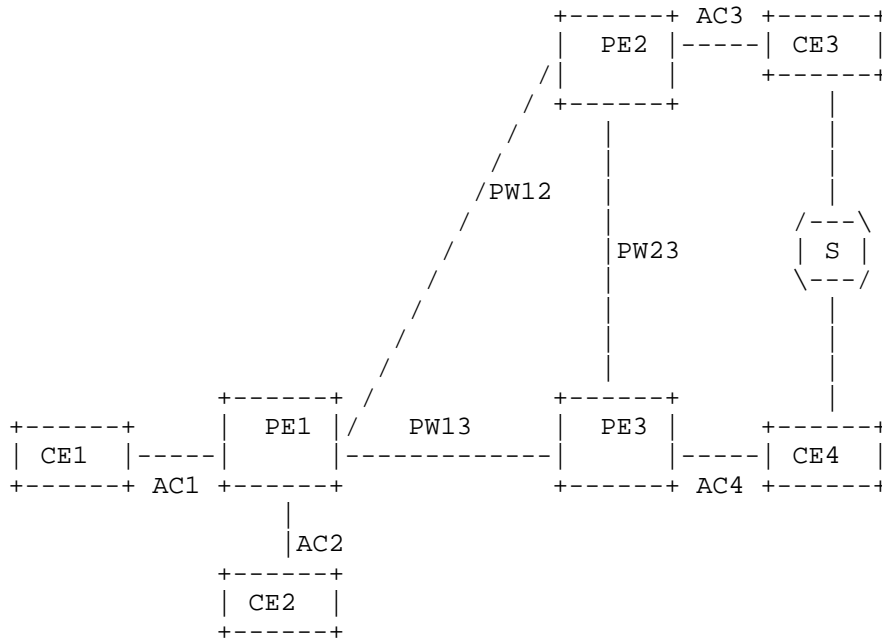 AC3
PE2 CE3
PW12
S
PW23
PE1 PW13 PE3
CE1 CE4
AC1 AC4
AC2
CE2